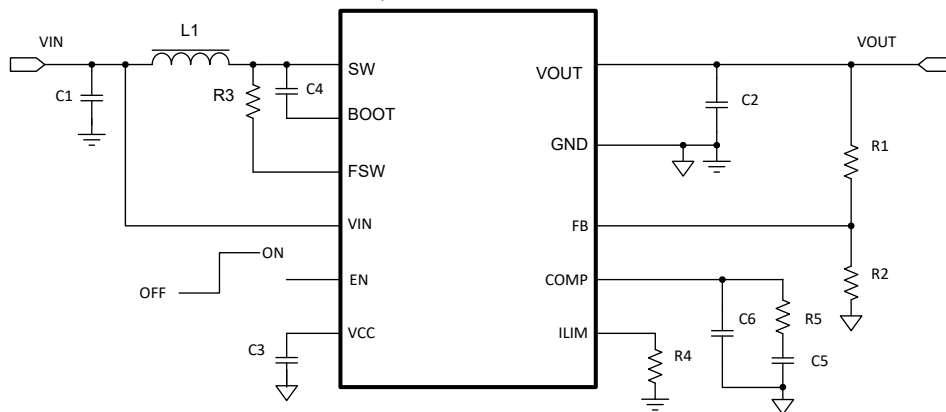 L1
VIN
VOUT
SW
VOUT
C1
R3
C4
C2
BOOT
GND
R1
FSW
VIN
FB
ON
EN
COMP
R2
OFF
C6
R5
VCC
ILIM
C3
R4
C5